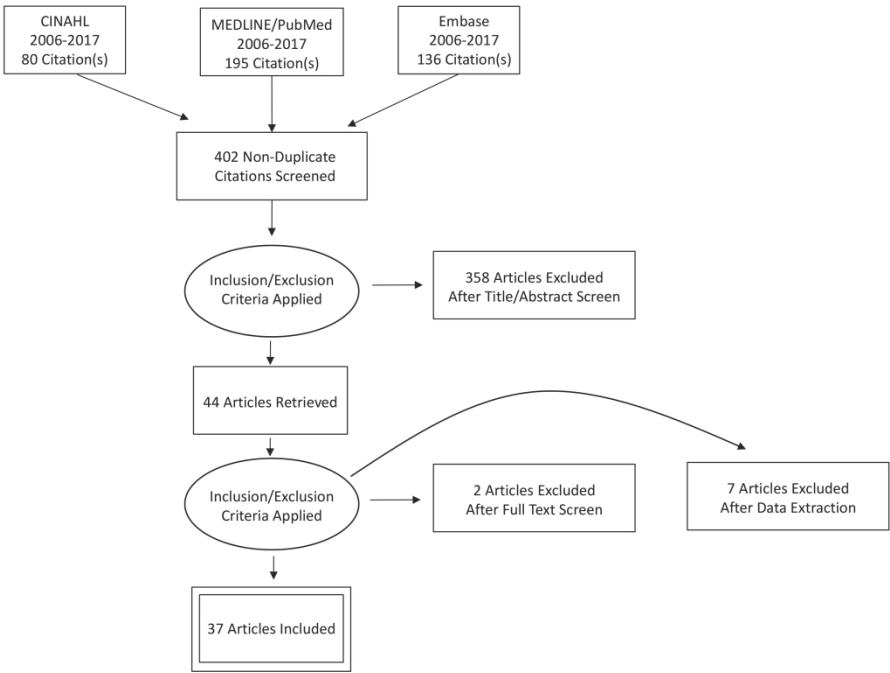 CINAHL
2006-2017
80 Citation(s)
MEDLINE/PubMed
2006-2017
195 Citation(s)
Embase
2006-2017
136 Citation(s)
402 Non-Duplicate
Citations Screened
Inclusion/Exclusion
Criteria Applied
358 Articles Excluded
After Title/Abstract Screen
44 Articles Retrieved
Inclusion/Exclusion
Criteria Applied
2 Articles Excluded
After Full Text Screen
7 Articles Excluded
After Data Extraction
37 Articles Included